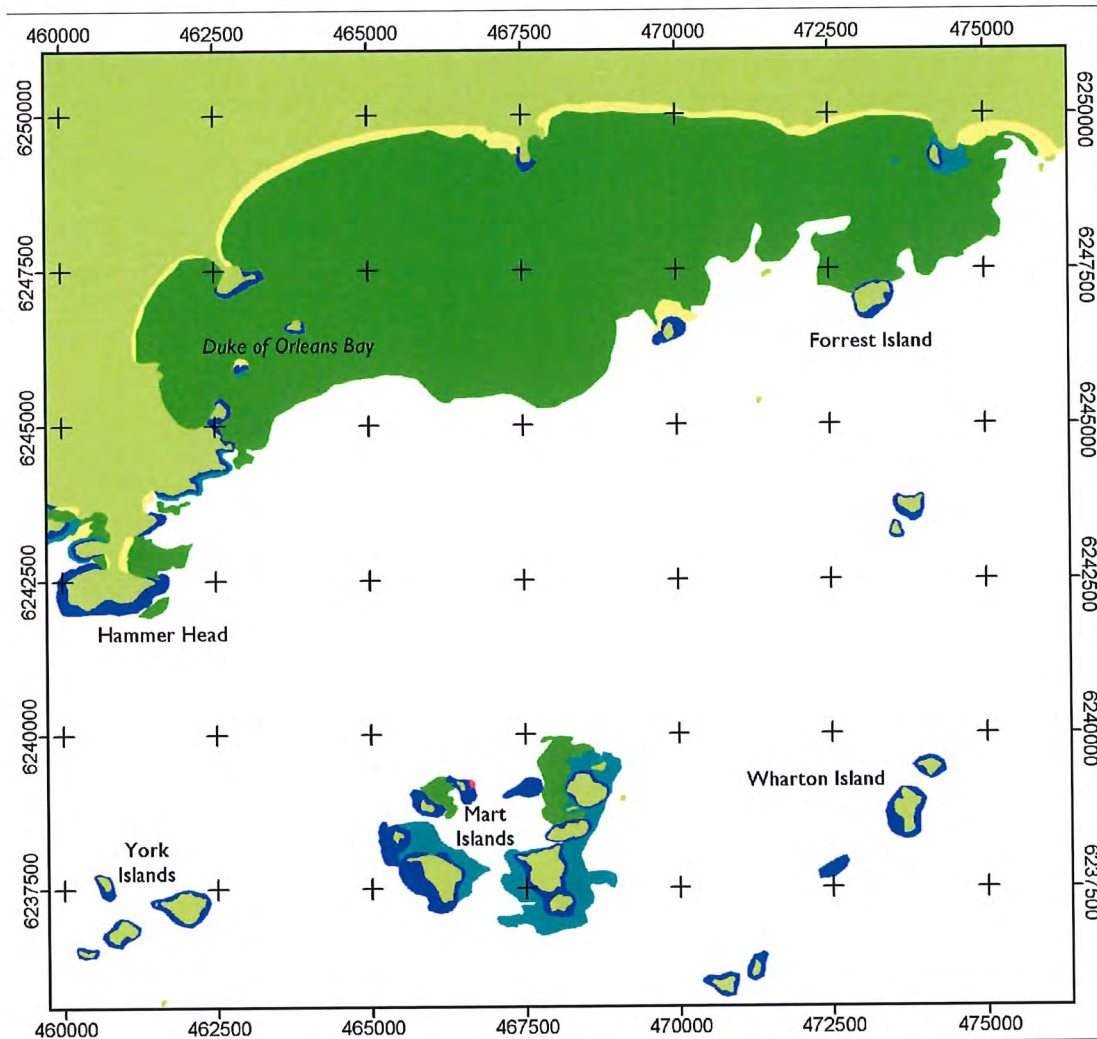 460000 462500 465000 467500 470000 472500 475000
6250000 6250000
6247500 6247500
Duke of Orleans Bay
Forrest Island
6245000 6245000
6242500 6242500
Hammer Head
6240000 6240000
Wharton Island
Mart
Islands
York
Islands
6237500 6237500
460000 462500 465000 467500 470000 472500 475000